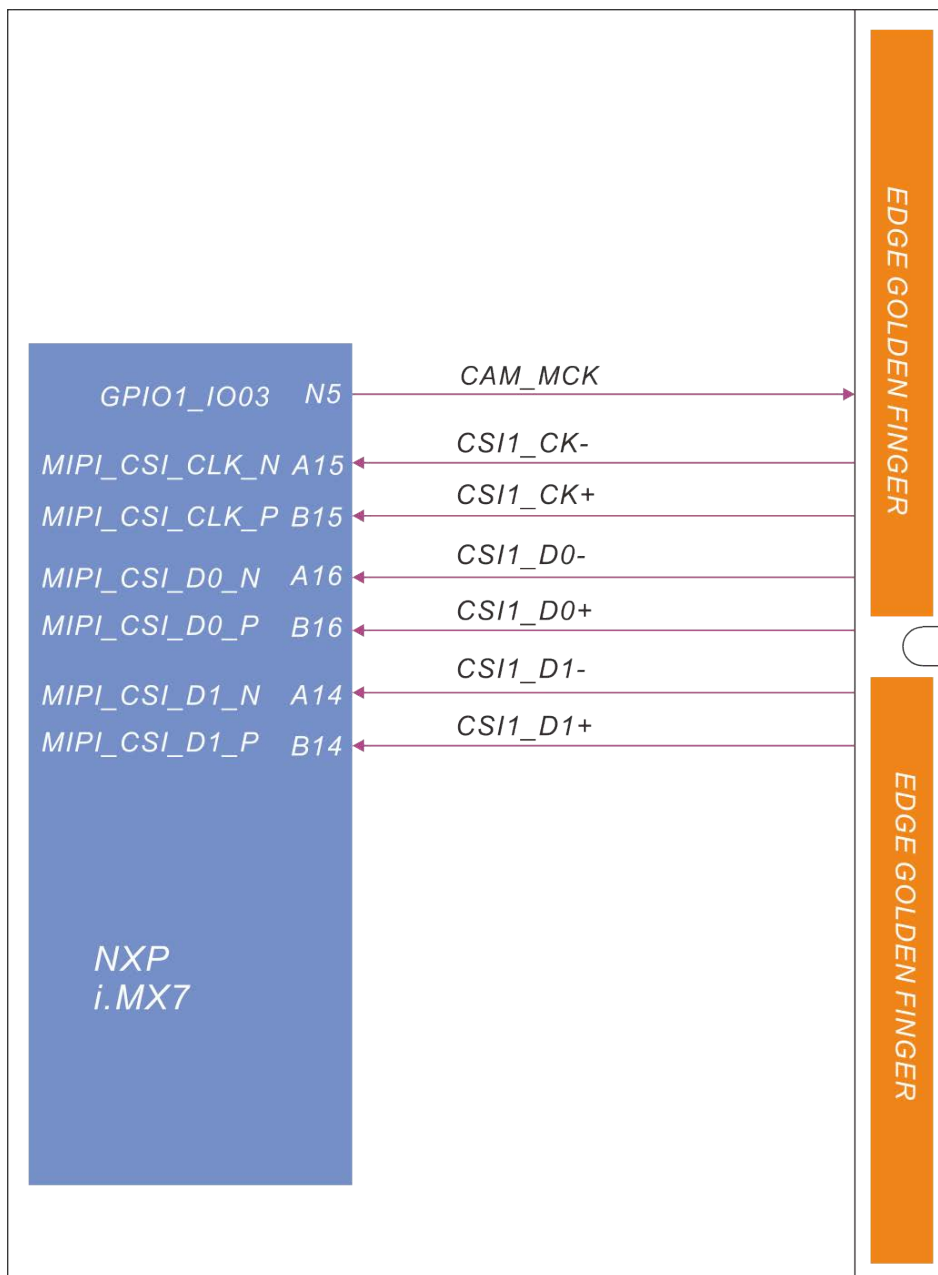 EDGE GOLDEN FINGER
CAM_MCK
GPIO1_IO03 N5
CSI1_CK-
MIPI_CSI_CLK_N A15
CSI1_CK+
MIPI_CSI_CLK_P B15
CSI1_D0-
MIPI_CSI_D0_N A16
CSI1_D0+
MIPI_CSI_D0_P B16
CSI1_D1-
MIPI_CSI_D1_N A14
CSI1_D1+
MIPI_CSI_D1_P B14
EDGE GOLDEN FINGER
NXP
i.MX7